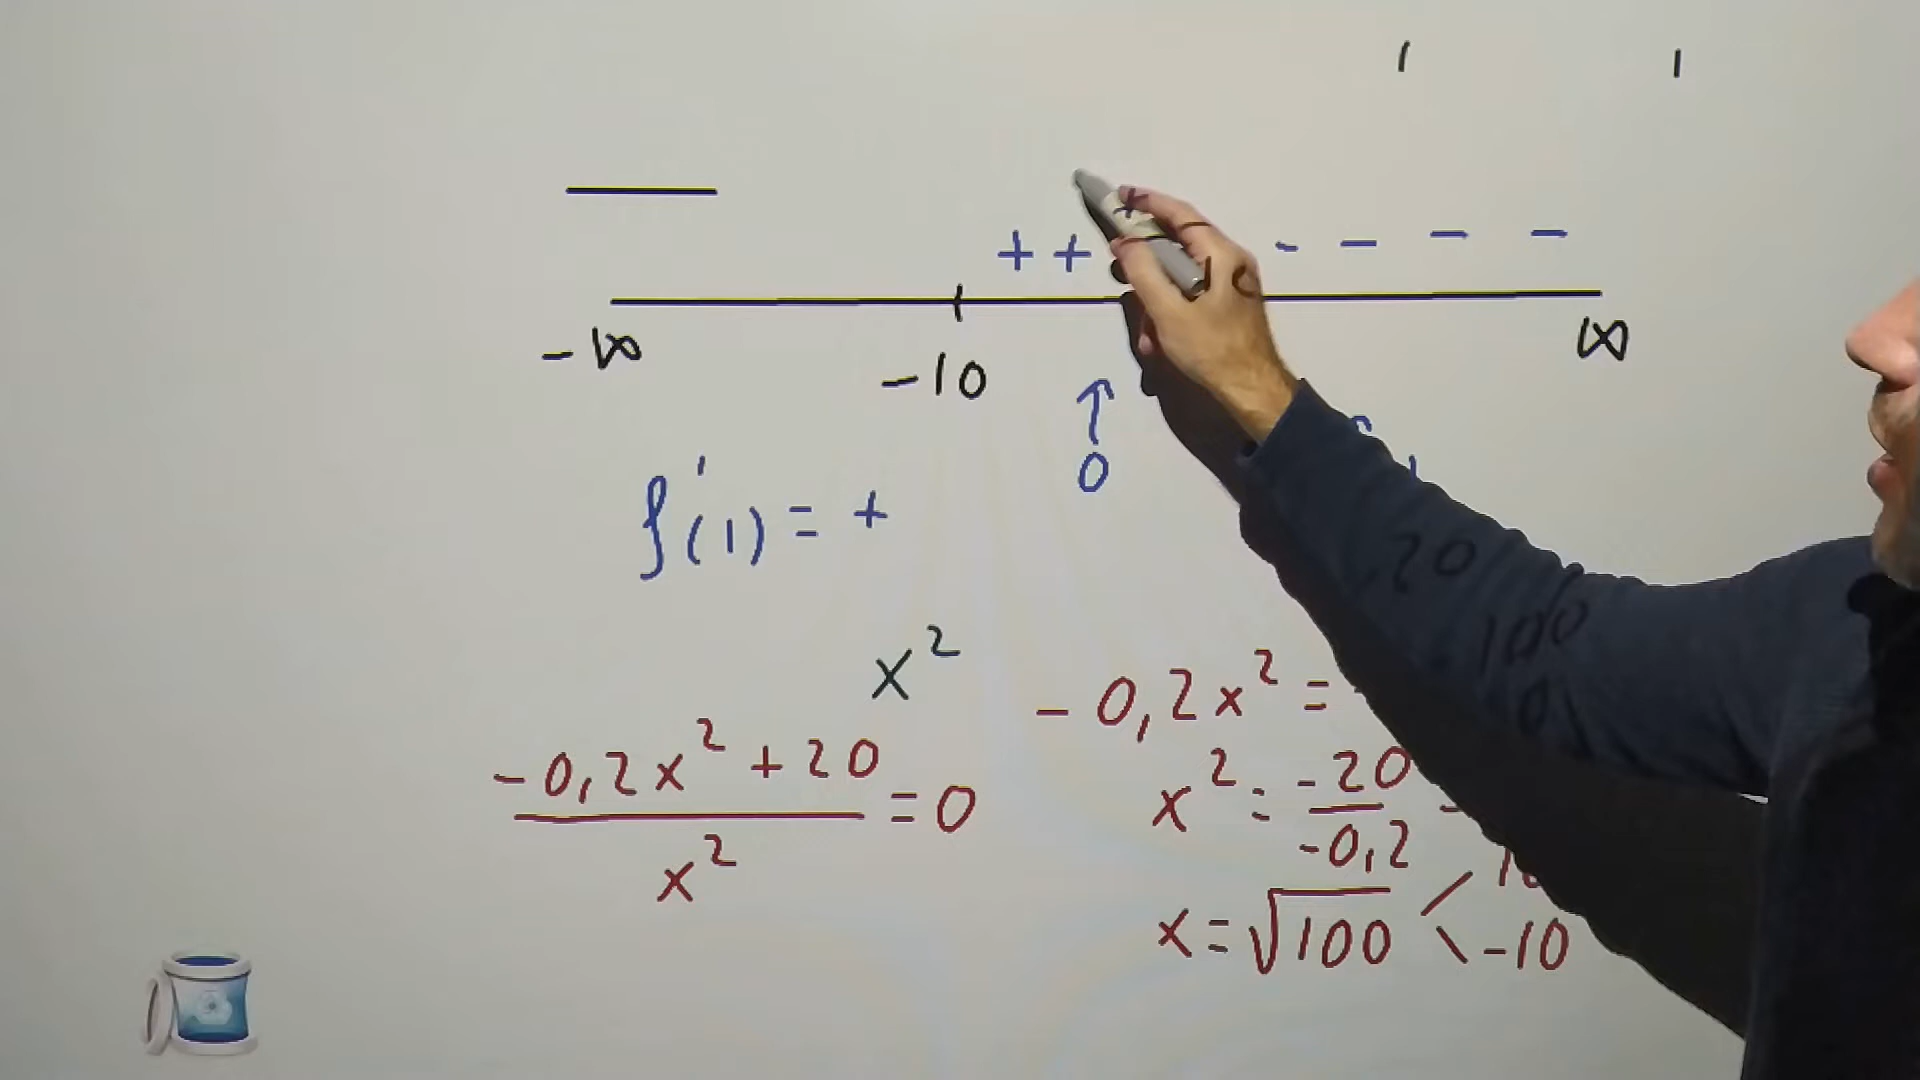 + + - - - -
-∞ -10 ∞
0
f'(1) = +
x²
-0,2x² + 20
= 0
x²
-0,2x² =
x² = -20
-0,2
x = √100 < -10